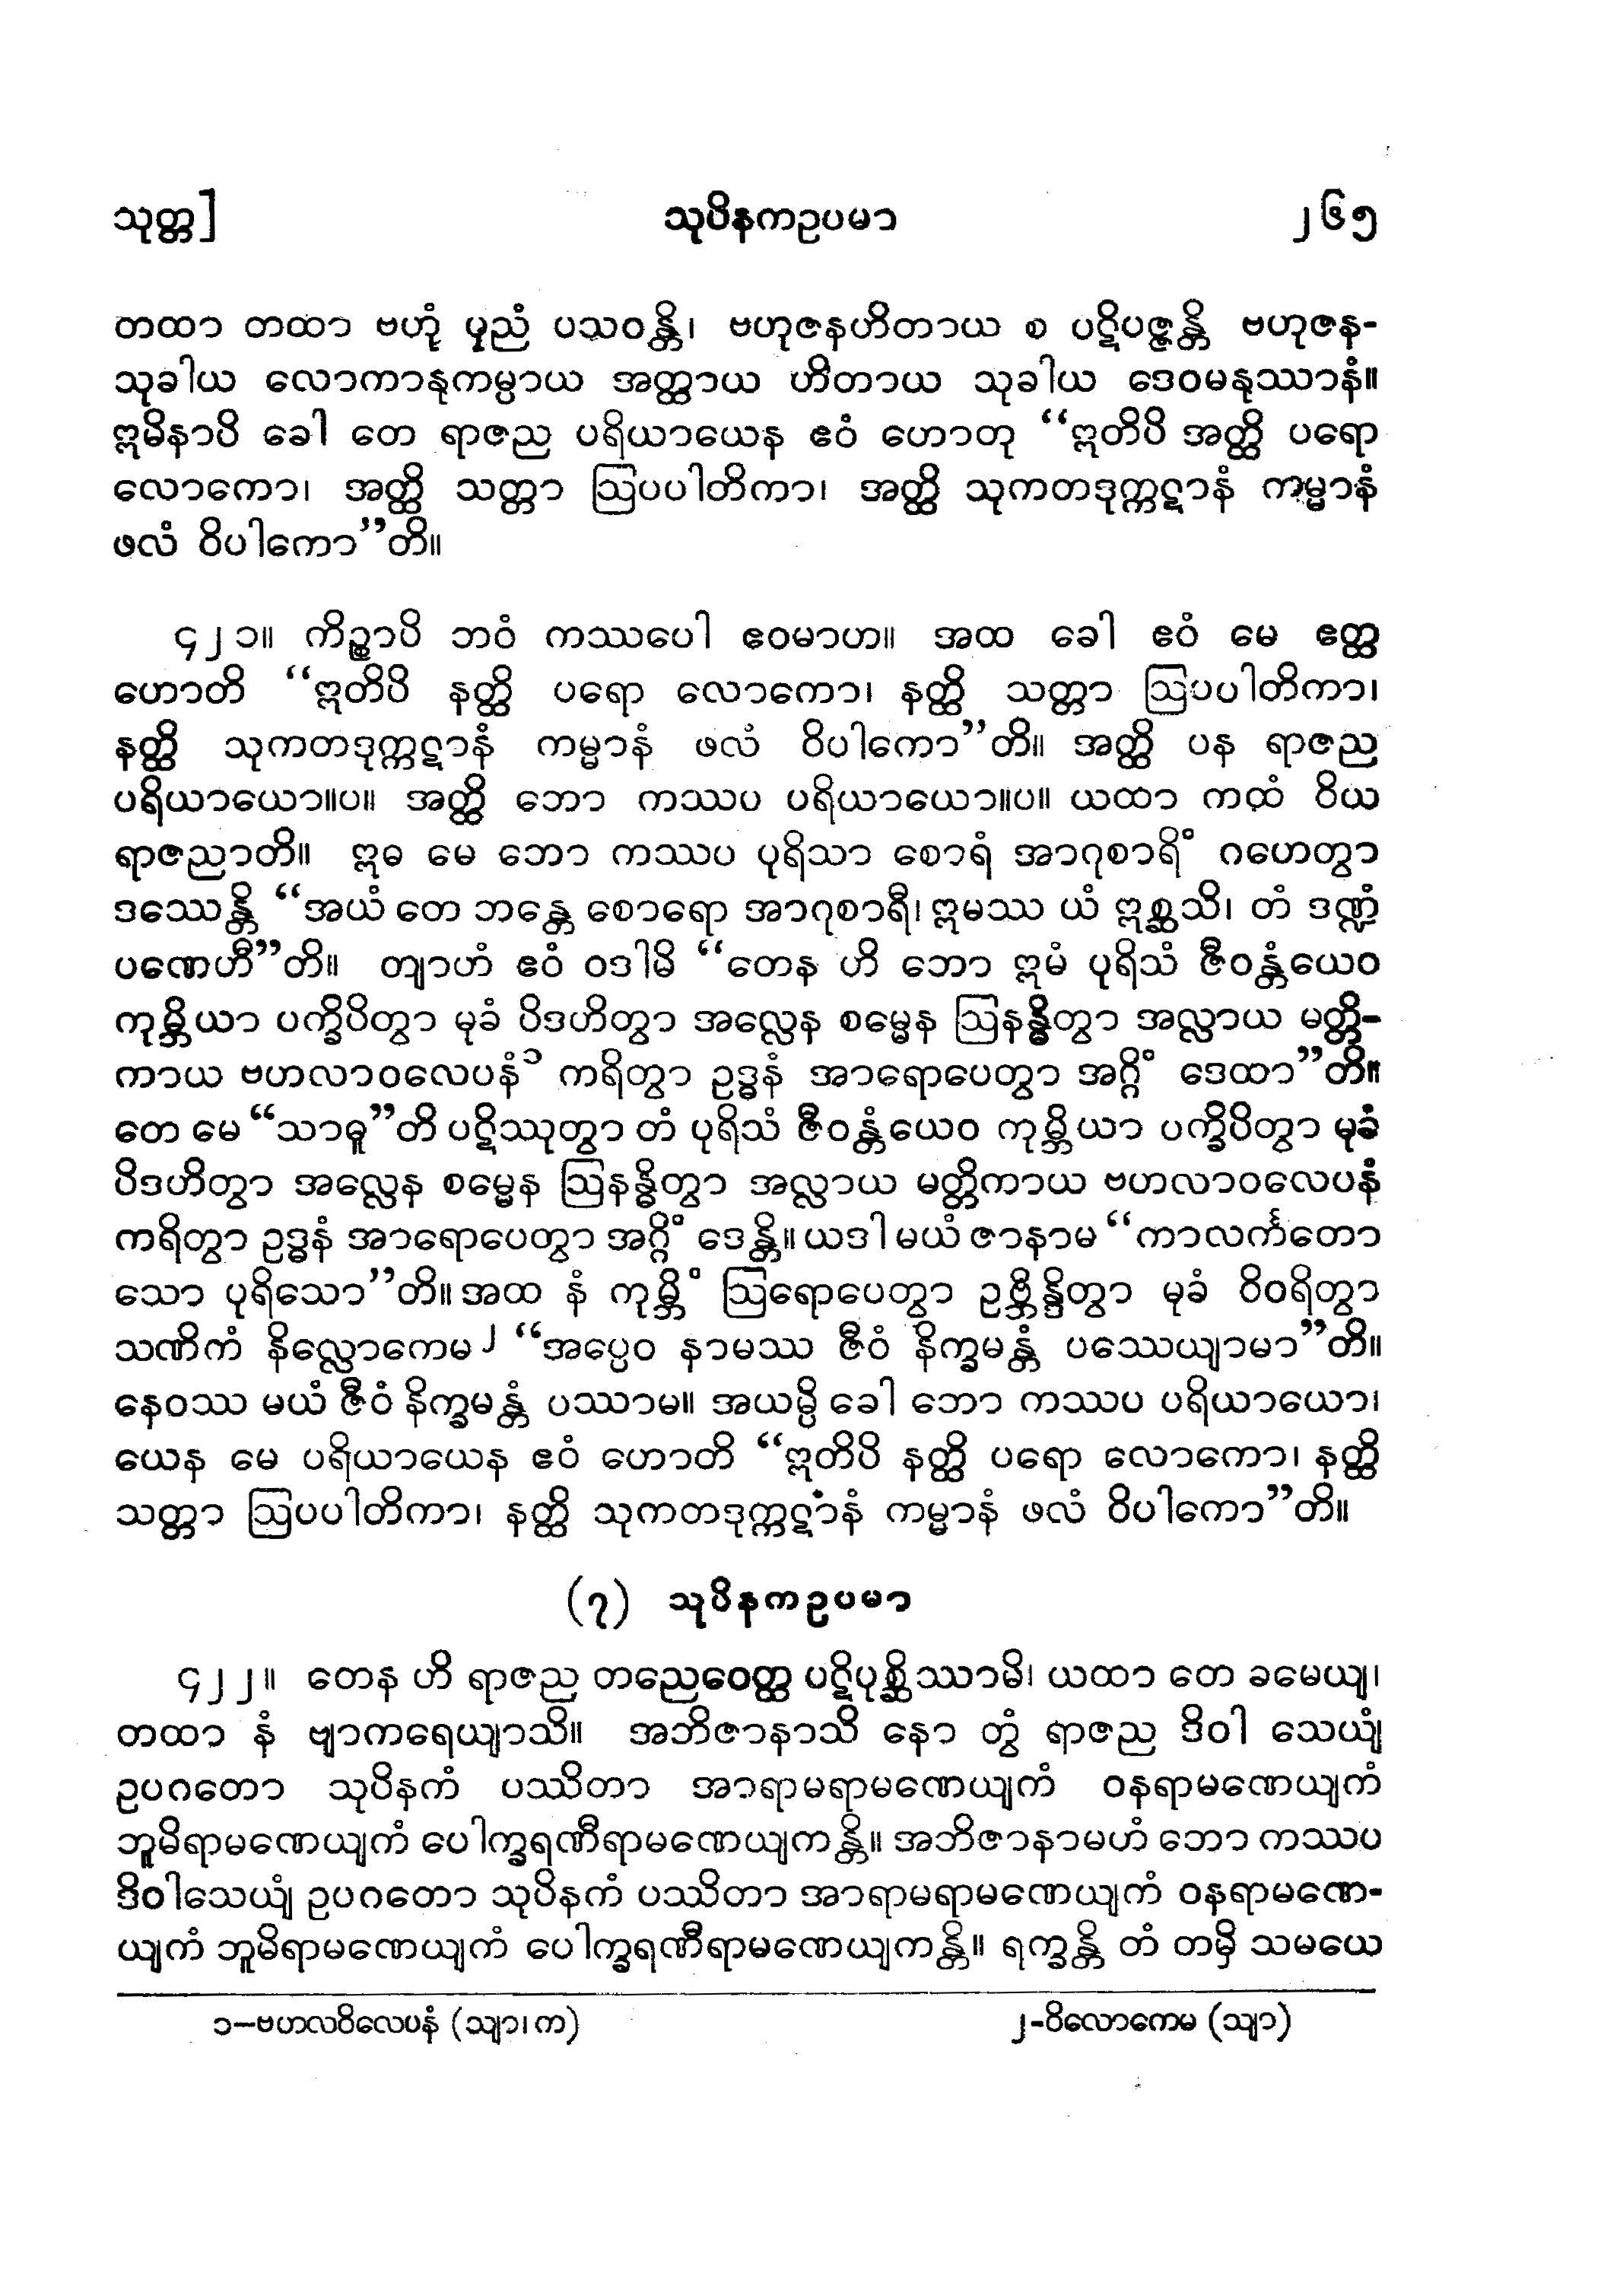 သုတ္တ]
သုပိနကဥပမာ
၂၆၅
တထာ တထာ ဗဟုံ ပုညံ ပသဝန္တိ၊ ဗဟုဇနဟိတာယ စ ပဋိပဇ္ဇန္တိ ဗဟုဇန-
သုခါယ လောကာနုကမ္ပာယ အတ္ထာယ ဟိတာယ သုခါယ ဒေဝမနုဿာနံ။
ဣမိနာပိ ခေါ တေ ရာဇည ပရိယာယေန ဧဝံ ဟောတု “ဣတိပိ အတ္ထိ ပရော
လောကော၊ အတ္ထိ သတ္တာ ဩပပါတိကာ၊ အတ္ထိ သုကတဒုက္ကဋာနံ ကမ္မာနံ
ဖလံ ဝိပါကော”တိ။
၄၂၁။ ကိဉ္စာပိ ဘဝံ ကဿပေါ ဧဝမာဟ။ အထ ခေါ ဧဝံ မေ ဧတ္ထ
ဟောတိ “ဣတိပိ နတ္ထိ ပရော လောကော၊ နတ္ထိ သတ္တာ ဩပပါတိကာ၊
နတ္ထိ သုကတဒုက္ကဋာနံ ကမ္မာနံ ဖလံ ဝိပါကော”တိ။ အတ္ထိ ပန ရာဇည
ပရိယာယော။ပ။ အတ္ထိ ဘော ကဿပ ပရိယာယော။ပ။ ယထာ ကထံ ဝိယ
ရာဇညာတိ။ ဣဓ မေ ဘော ကဿပ ပုရိသာ စောရံ အာဂုစာရိံ ဂဟေတွာ
ဒဿေန္တိ “အယံ တေ ဘန္တေ စောရော အာဂုစာရီ၊ ဣမဿ ယံ ဣစ္ဆသိ၊ တံ ဒဏ္ဍံ
ပဏေဟီ”တိ။ တျာဟံ ဧဝံ ဝဒါမိ “တေန ဟိ ဘော ဣမံ ပုရိသံ ဇီဝန္တံယေဝ
ကုမ္ဘိယာ ပက္ခိပိတွာ မုခံ ပိဒဟိတွာ အလ္လေန စမ္မေန ဩနန္ဓိတွာ အလ္လာယ မတ္တိ-
ကာယ ဗဟလာဝလေပနံ၁ ကရိတွာ ဥဒ္ဓနံ အာရောပေတွာ အဂ္ဂိံ ဒေထာ”တိ။
တေ မေ “သာဓူ”တိ ပဋိဿုတွာ တံ ပုရိသံ ဇီဝန္တံယေဝ ကုမ္ဘိယာ ပက္ခိပိတွာ မုခံ
ပိဒဟိတွာ အလ္လေန စမ္မေန ဩနန္ဓိတွာ အလ္လာယ မတ္တိကာယ ဗဟလာဝလေပနံ
ကရိတွာ ဥဒ္ဓနံ အာရောပေတွာ အဂ္ဂိံ ဒေန္တိ။ ယဒါ မယံ ဇာနာမ “ကာလင်္ကတော
သော ပုရိသော”တိ။ အထ နံ ကုမ္ဘိံ ဩရောပေတွာ ဥဗ္ဘိန္ဒိတွာ မုခံ ဝိဝရိတွာ
သဏိကံ နိလ္လောကေမ၂ “အပ္ပေဝ နာမဿ ဇီဝံ နိက္ခမန္တံ ပဿေယျာမာ”တိ။
နေဝဿ မယံ ဇီဝံ နိက္ခမန္တံ ပဿာမ။ အယမ္ပိ ခေါ ဘော ကဿပ ပရိယာယော၊
ယေန မေ ပရိယာယေန ဧဝံ ဟောတိ “ဣတိပိ နတ္ထိ ပရော လောကော၊ နတ္ထိ
သတ္တာ ဩပပါတိကာ၊ နတ္ထိ သုကတဒုက္ကဋာနံ ကမ္မာနံ ဖလံ ဝိပါကော”တိ။
(၇) သုပိနကဥပမာ
၄၂၂။ တေန ဟိ ရာဇည တညေဝေတ္ထ ပဋိပုစ္ဆိဿာမိ၊ ယထာ တေ ခမေယျ၊
တထာ နံ ဗျာကရေယျာသိ။ အဘိဇာနာသိ နော တွံ ရာဇည ဒိဝါ သေယျံ
ဥပဂတော သုပိနကံ ပဿိတာ အာရာမရာမဏေယျကံ ဝနရာမဏေယျကံ
ဘူမိရာမဏေယျကံ ပေါက္ခရဏီရာမဏေယျကန္တိ။ အဘိဇာနာမဟံ ဘော ကဿပ
ဒိဝါသေယျံ ဥပဂတော သုပိနကံ ပဿိတာ အာရာမရာမဏေယျကံ ဝနရာမဏေ-
ယျကံ ဘူမိရာမဏေယျကံ ပေါက္ခရဏီရာမဏေယျကန္တိ။ ရက္ခန္တိ တံ တမှိ သမယေ
၁–ဗဟလဝိလေပနံ (သျာ၊ က)
၂-ဝိလောကေမ (သျာ)